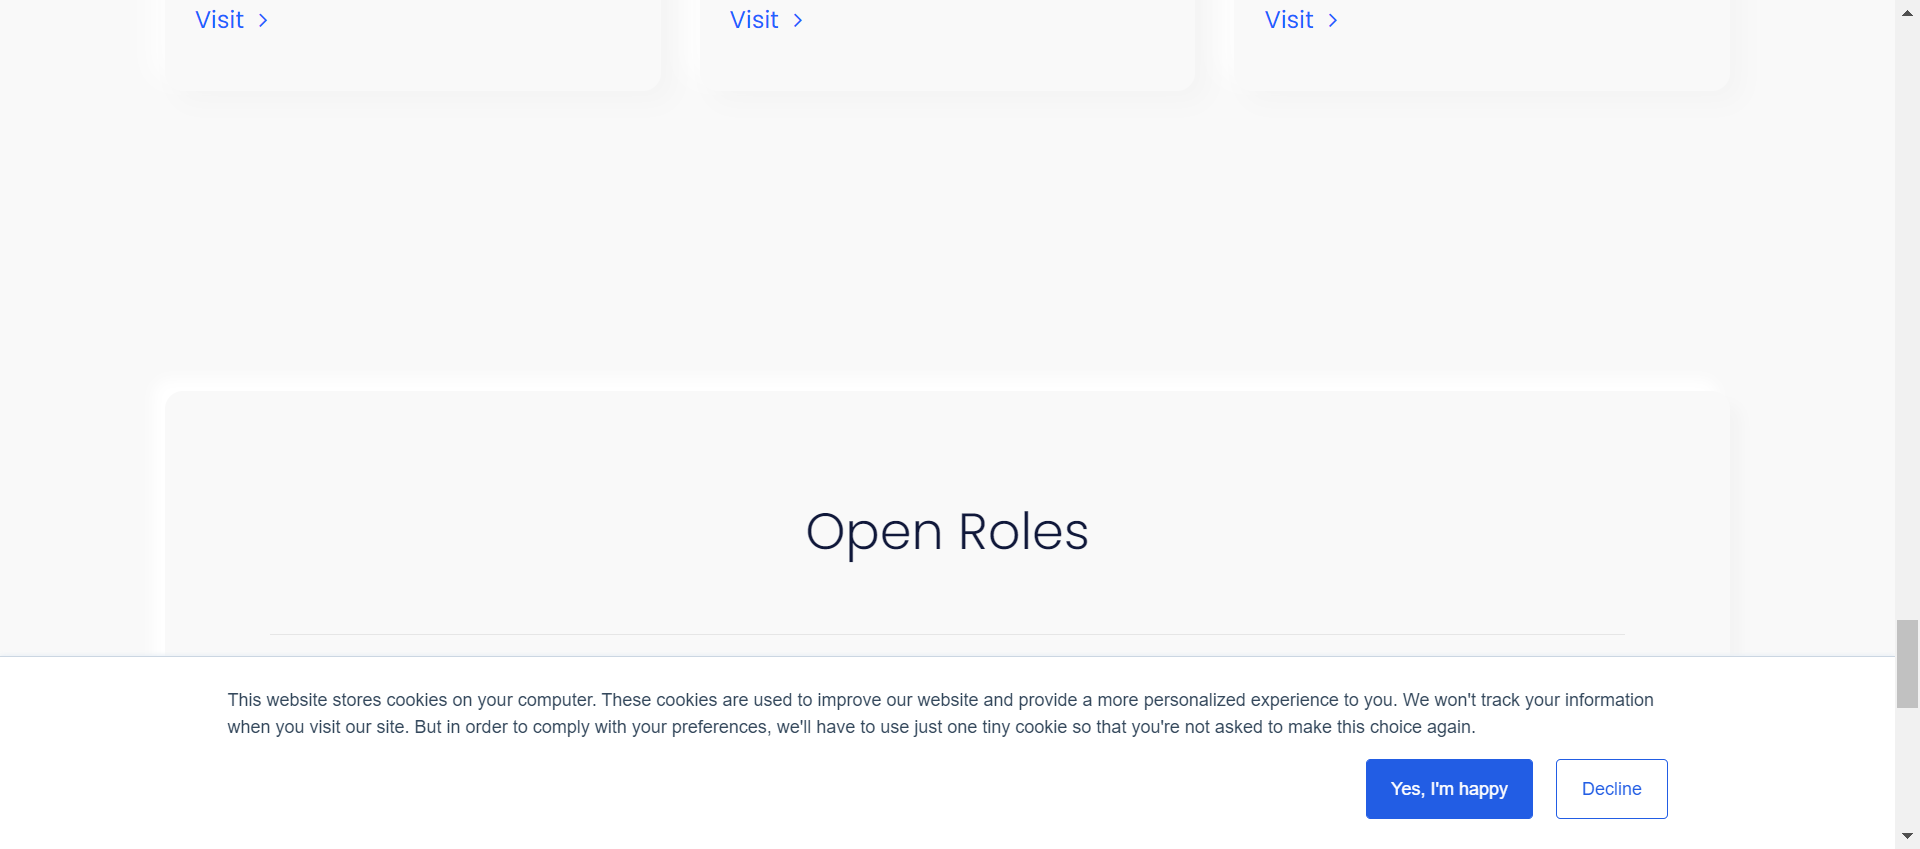 Visit
Visit
Visit
Open Roles
This website stores cookies on your computer. These cookies are used to improve our website and provide a more personalized experience to you. We won't track your information
when you visit our site. But in order to comply with your preferences, we'll have to use just one tiny cookie so that you're not asked to make this choice again.
Yes, I'm happy
Decline